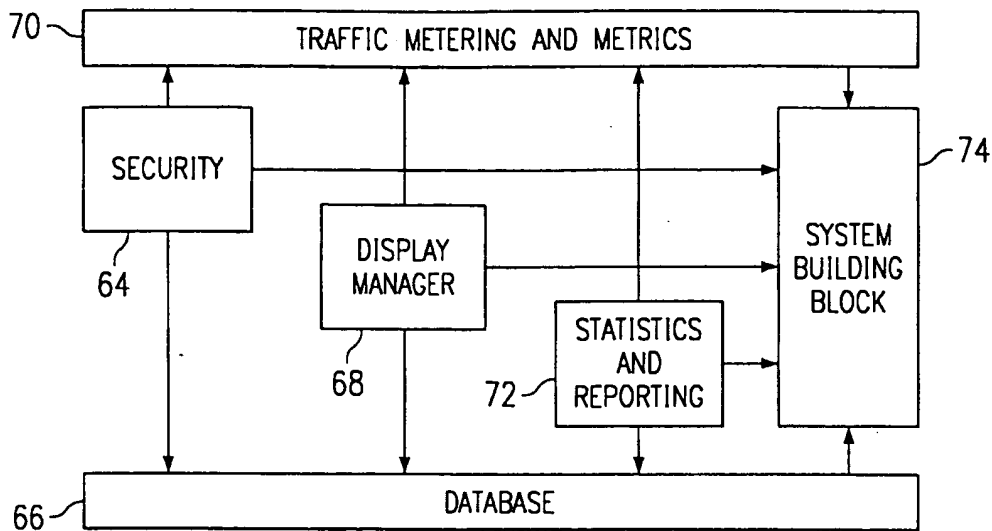 70
TRAFFIC METERING AND METRICS
SECURITY
74
64
DISPLAY
MANAGER
SYSTEM
BUILDING
BLOCK
68
STATISTICS
AND
REPORTING
72
DATABASE
66